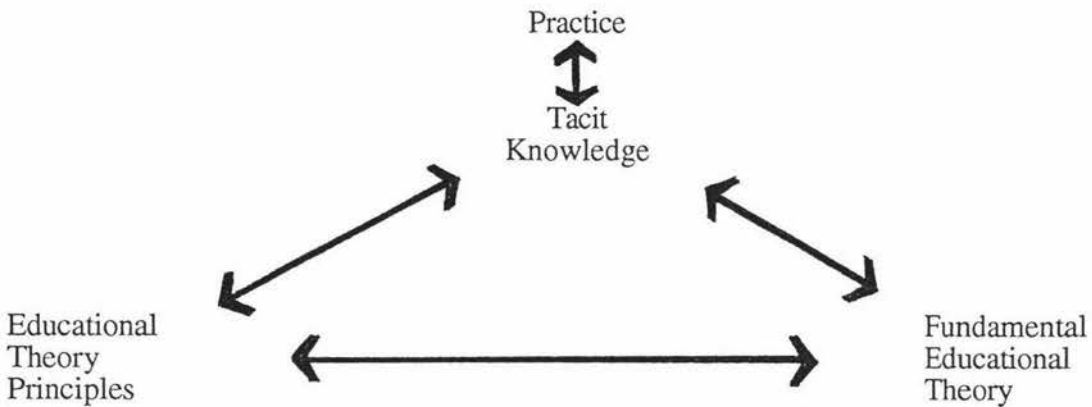 Practice
Tacit
Knowledge
Educational
Theory
Principles
Fundamental
Educational
Theory